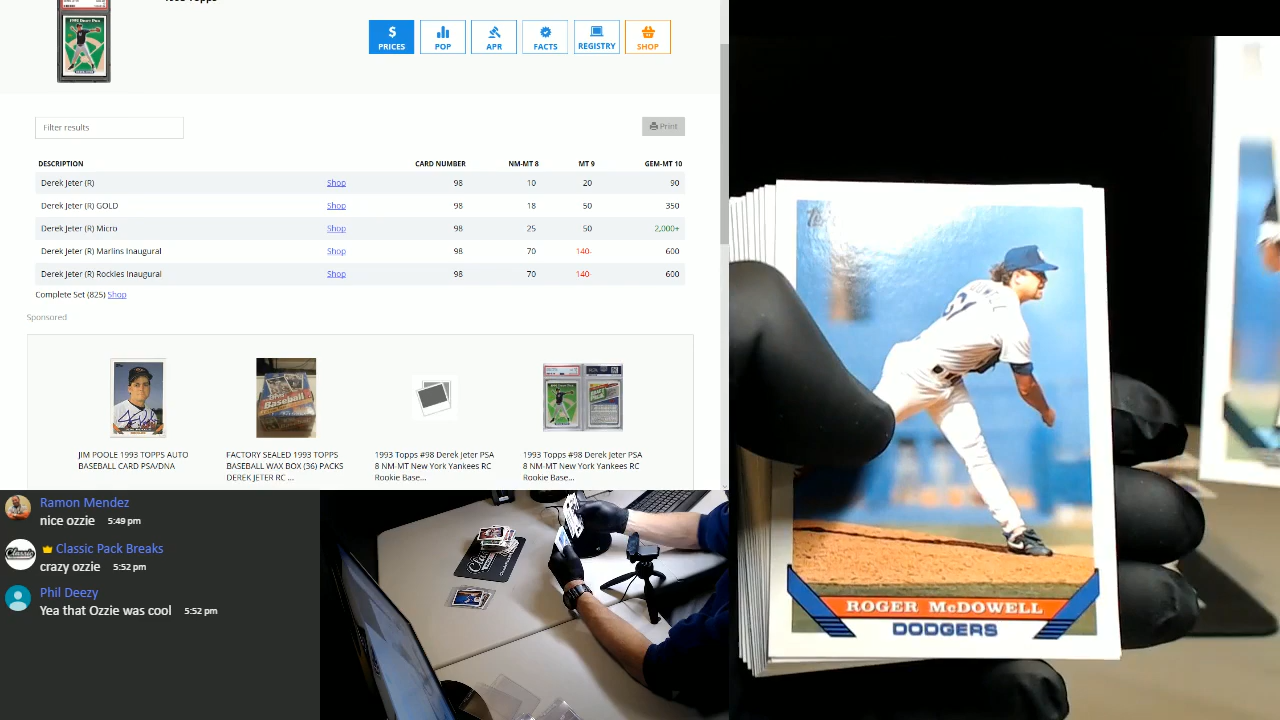 1993 Topps
$
PRICES
POP
APR
FACTS
REGISTRY
SHOP
Filter results
Print
DESCRIPTION CARD NUMBER NM-MT 8 MT 9 GEM-MT 10
Derek Jeter (R) Shop 98 10 20 90
Derek Jeter (R) GOLD Shop 98 18 50 350
Derek Jeter (R) Micro Shop 98 25 50 2,000+
Derek Jeter (R) Marlins Inaugural Shop 98 70 140- 600
Derek Jeter (R) Rockies Inaugural Shop 98 70 140- 600
Complete Set (825) Shop
Sponsored
JIM POOLE 1993 TOPPS AUTO
BASEBALL CARD PSA/DNA
FACTORY SEALED 1993 TOPPS
BASEBALL WAX BOX (36) PACKS
DEREK JETER RC ...
1993 Topps #98 Derek Jeter PSA
8 NM-MT New York Yankees RC
Rookie Base...
1993 Topps #98 Derek Jeter PSA
8 NM-MT New York Yankees RC
Rookie Base...
Ramon Mendez
nice ozzie 5:49 pm
Classic Pack Breaks
crazy ozzie 5:52 pm
Phil Deezy
Yea that Ozzie was cool 5:52 pm
ROGER McDOWELL
DODGERS